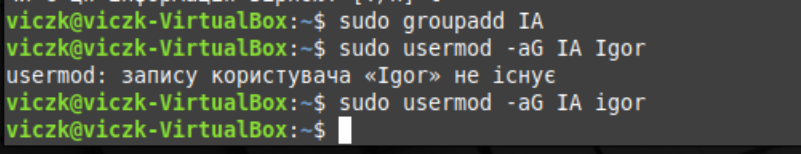 viczk@viczk-VirtualBox:~$ sudo groupadd IA
viczk@viczk-VirtualBox:~$ sudo usermod -aG IA Igor
usermod: запису користувача «Igor» не існує
viczk@viczk-VirtualBox:~$ sudo usermod -aG IA igor
viczk@viczk-VirtualBox:~$